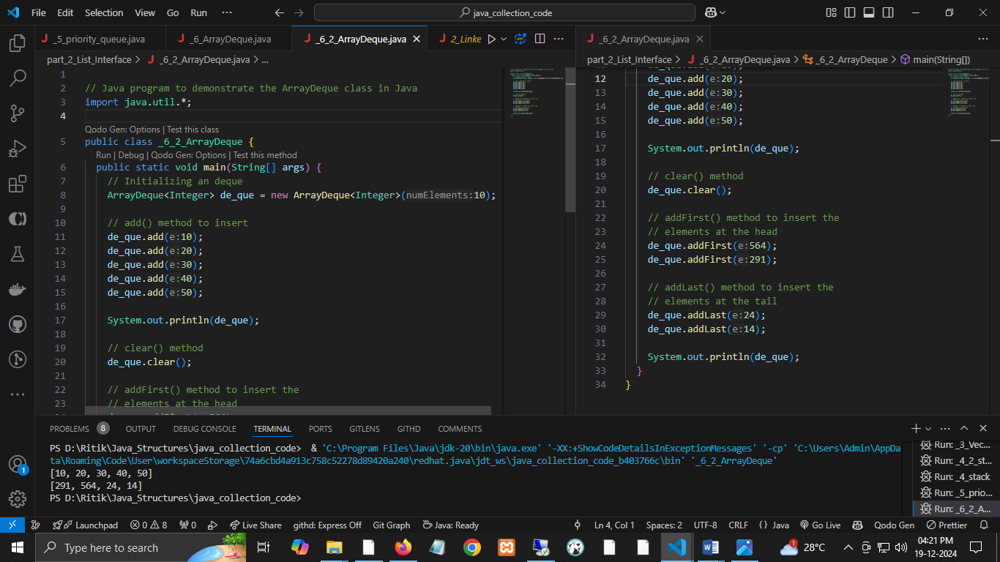 File Edit Selection View Go Run ··· java_collection_code
_5_priority_queue.java _6_ArrayDeque.java _6_2_ArrayDeque.java 2_Linke
part_2_List_Interface > _6_2_ArrayDeque.java > ...
1
2 // Java program to demonstrate the ArrayDeque class in Java
3 import java.util.*;
4
Qodo Gen: Options | Test this class
5 public class _6_2_ArrayDeque {
Run | Debug | Qodo Gen: Options | Test this method
6 public static void main(String[] args) {
7 // Initializing an deque
8 ArrayDeque<Integer> de_que = new ArrayDeque<Integer>(numElements:10);
9
10 // add() method to insert
11 de_que.add(e:10);
12 de_que.add(e:20);
13 de_que.add(e:30);
14 de_que.add(e:40);
15 de_que.add(e:50);
16
17 System.out.println(de_que);
18
19 // clear() method
20 de_que.clear();
21
22 // addFirst() method to insert the
23 // elements at the head
_6_2_ArrayDeque.java
part_2_List_Interface > _6_2_ArrayDeque.java > _6_2_ArrayDeque > main(String[])
12 de_que.add(e:20);
13 de_que.add(e:30);
14 de_que.add(e:40);
15 de_que.add(e:50);
16
17 System.out.println(de_que);
18
19 // clear() method
20 de_que.clear();
21
22 // addFirst() method to insert the
23 // elements at the head
24 de_que.addFirst(e:564);
25 de_que.addFirst(e:291);
26
27 // addLast() method to insert the
28 // elements at the tail
29 de_que.addLast(e:24);
30 de_que.addLast(e:14);
31
32 System.out.println(de_que);
33 }
34 }
PROBLEMS 8 OUTPUT DEBUG CONSOLE TERMINAL PORTS GITLENS GITHD COMMENTS
PS D:\Ritik\Java_Structures\java_collection_code> & 'C:\Program Files\Java\jdk-20\bin\java.exe' '-XX:+ShowCodeDetailsInExceptionMessages' '-cp' 'C:\Users\Admin\AppDa
ta\Roaming\Code\User\workspaceStorage\74a6cbd4a913c758c52278d89420a240\redhat.java\jdt_ws\java_collection_code_b403766c\bin' '_6_2_ArrayDeque'
[10, 20, 30, 40, 50]
[291, 564, 24, 14]
PS D:\Ritik\Java_Structures\java_collection_code>
Run: _3_Vec...
Run: _4_2_st...
Run: _4_stack
Run: _5_prio...
Run: _6_2_A...
1
Launchpad 0 8 0 Live Share githd: Express Off Git Graph Java: Ready Ln 4, Col 1 Spaces: 2 UTF-8 CRLF {} Java Go Live Qodo Gen Prettier
Type here to search 1 28°C 04:21 PM
19-12-2024